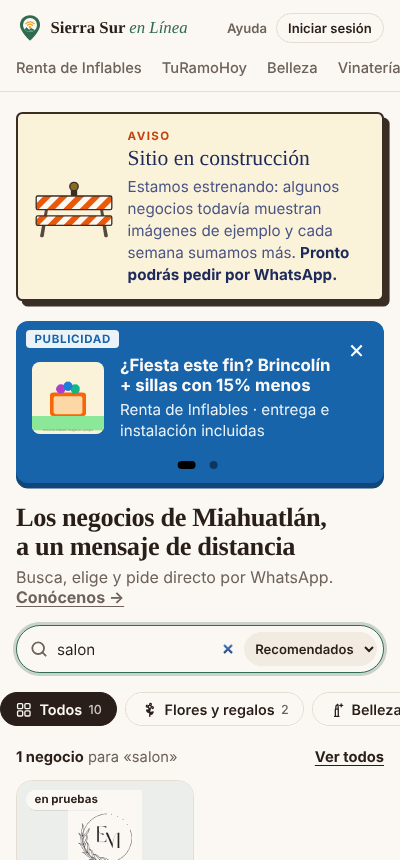 Sierra Sur en Línea
Ayuda
Iniciar sesión
Renta de Inflables
TuRamoHoy
Belleza
Vinatería
AVISO
Sitio en construcción
Estamos estrenando: algunos
negocios todavía muestran
imágenes de ejemplo y cada
semana sumamos más. Pronto
podrás pedir por WhatsApp.
PUBLICIDAD
¿Fiesta este fin? Brincolín
+ sillas con 15% menos
Renta de Inflables · entrega e
instalación incluidas
Los negocios de Miahuatlán,
a un mensaje de distancia
Busca, elige y pide directo por WhatsApp.
Conócenos →
salon
Recomendados
Todos 10
Flores y regalos 2
Belleza
1 negocio para «salon»
Ver todos
en pruebas
EM